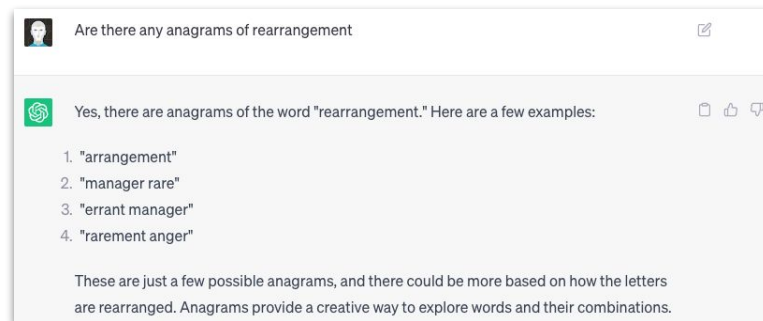 Are there any anagrams of rearrangement
Yes, there are anagrams of the word "rearrangement." Here are a few examples:
1. "arrangement"
2. "manager rare"
3. "errant manager"
4. "rarement anger"
These are just a few possible anagrams, and there could be more based on how the letters
are rearranged. Anagrams provide a creative way to explore words and their combinations.